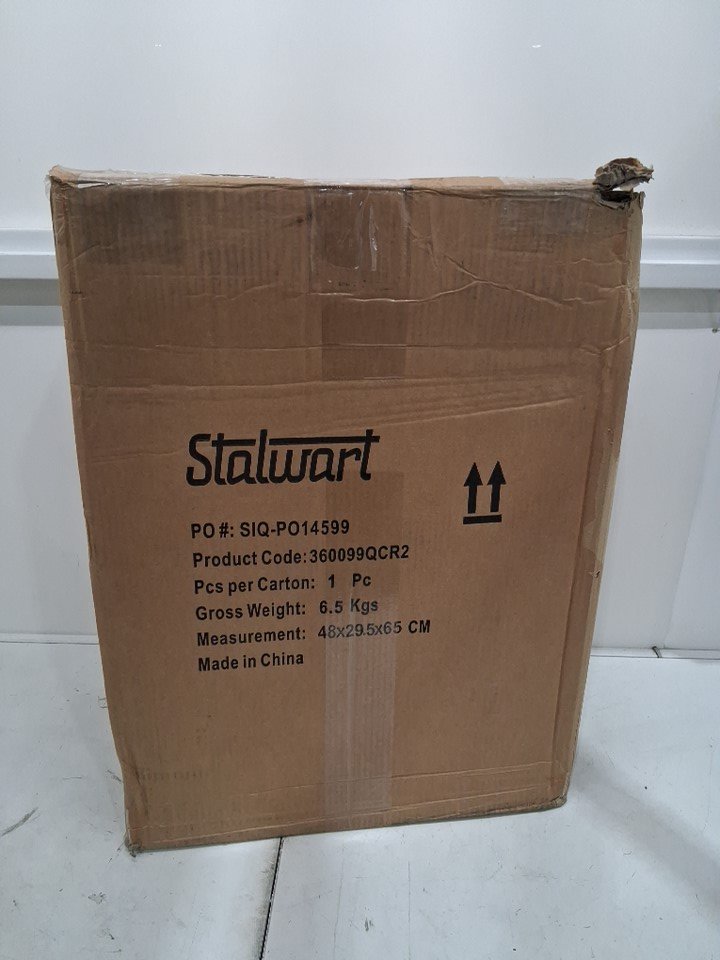 Stalwart
PO#: SIQ-PO14599
Product Code:360099QCR2
Pcs per Carton: 1 Pc
Gross Weight: 6.5 Kgs
Measurement: 48x29.5x65 CM
Made in China